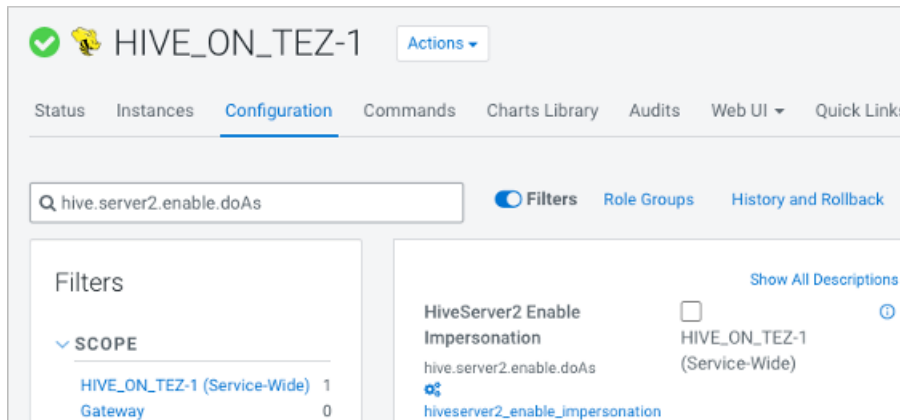 HIVE_ON_TEZ-1
Actions
Status Instances Configuration Commands Charts Library Audits Web UI Quick Links
hive.server2.enable.doAs
Filters Role Groups History and Rollback
Filters
Show All Descriptions
SCOPE
HIVE_ON_TEZ-1 (Service-Wide) 1
Gateway 0
HiveServer2 Enable
Impersonation
hive.server2.enable.doAs
hiveserver2_enable_impersonation
HIVE_ON_TEZ-1
(Service-Wide)